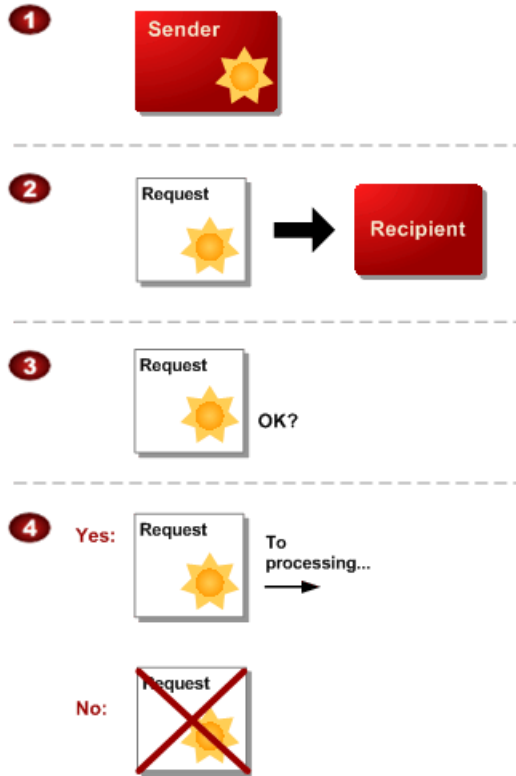 1
Sender
2
Request
Recipient
3
Request
OK?
4
Yes:
Request
To
processing...
No:
Request